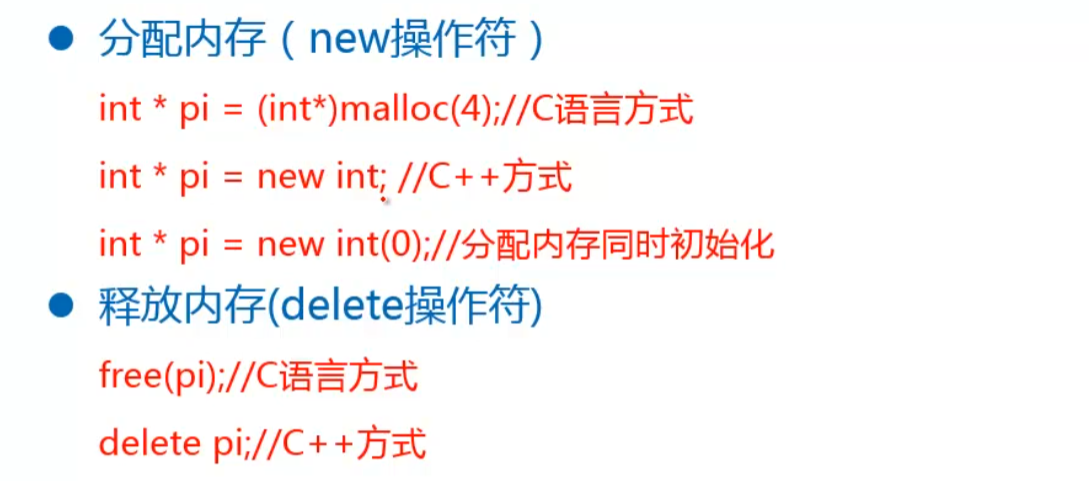 分配内存（new操作符）
int * pi = (int*)malloc(4);//C语言方式
int * pi = new int; //C++方式
int * pi = new int(0);//分配内存同时初始化
释放内存(delete操作符)
free(pi);//C语言方式
delete pi;//C++方式